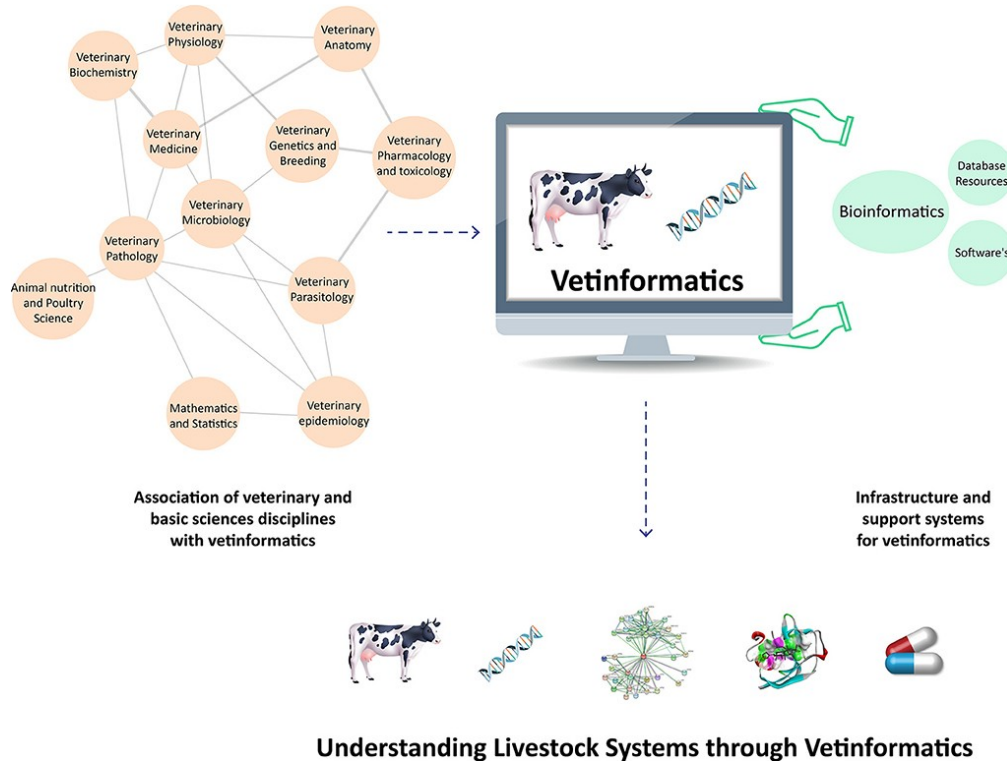 Veterinary
Physiology
Veterinary
Anatomy
Veterinary
Biochemistry
Veterinary
Medicine
Veterinary
Genetics and
Breeding
Veterinary
Pharmacology
and toxicology
Veterinary
Microbiology
Veterinary
Pathology
Animal nutrition
and Poultry
Science
Veterinary
Parasitology
Mathematics
and Statistics
Veterinary
epidemiology
Vetinformatics
Bioinformatics
Database
Resources
Software's
Association of veterinary and
basic sciences disciplines
with vetinformatics
Infrastructure and
support systems
for vetinformatics
Understanding Livestock Systems through Vetinformatics